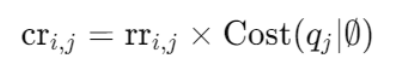 cr_{i,j} = rr_{i,j} × Cost(q_j|∅)